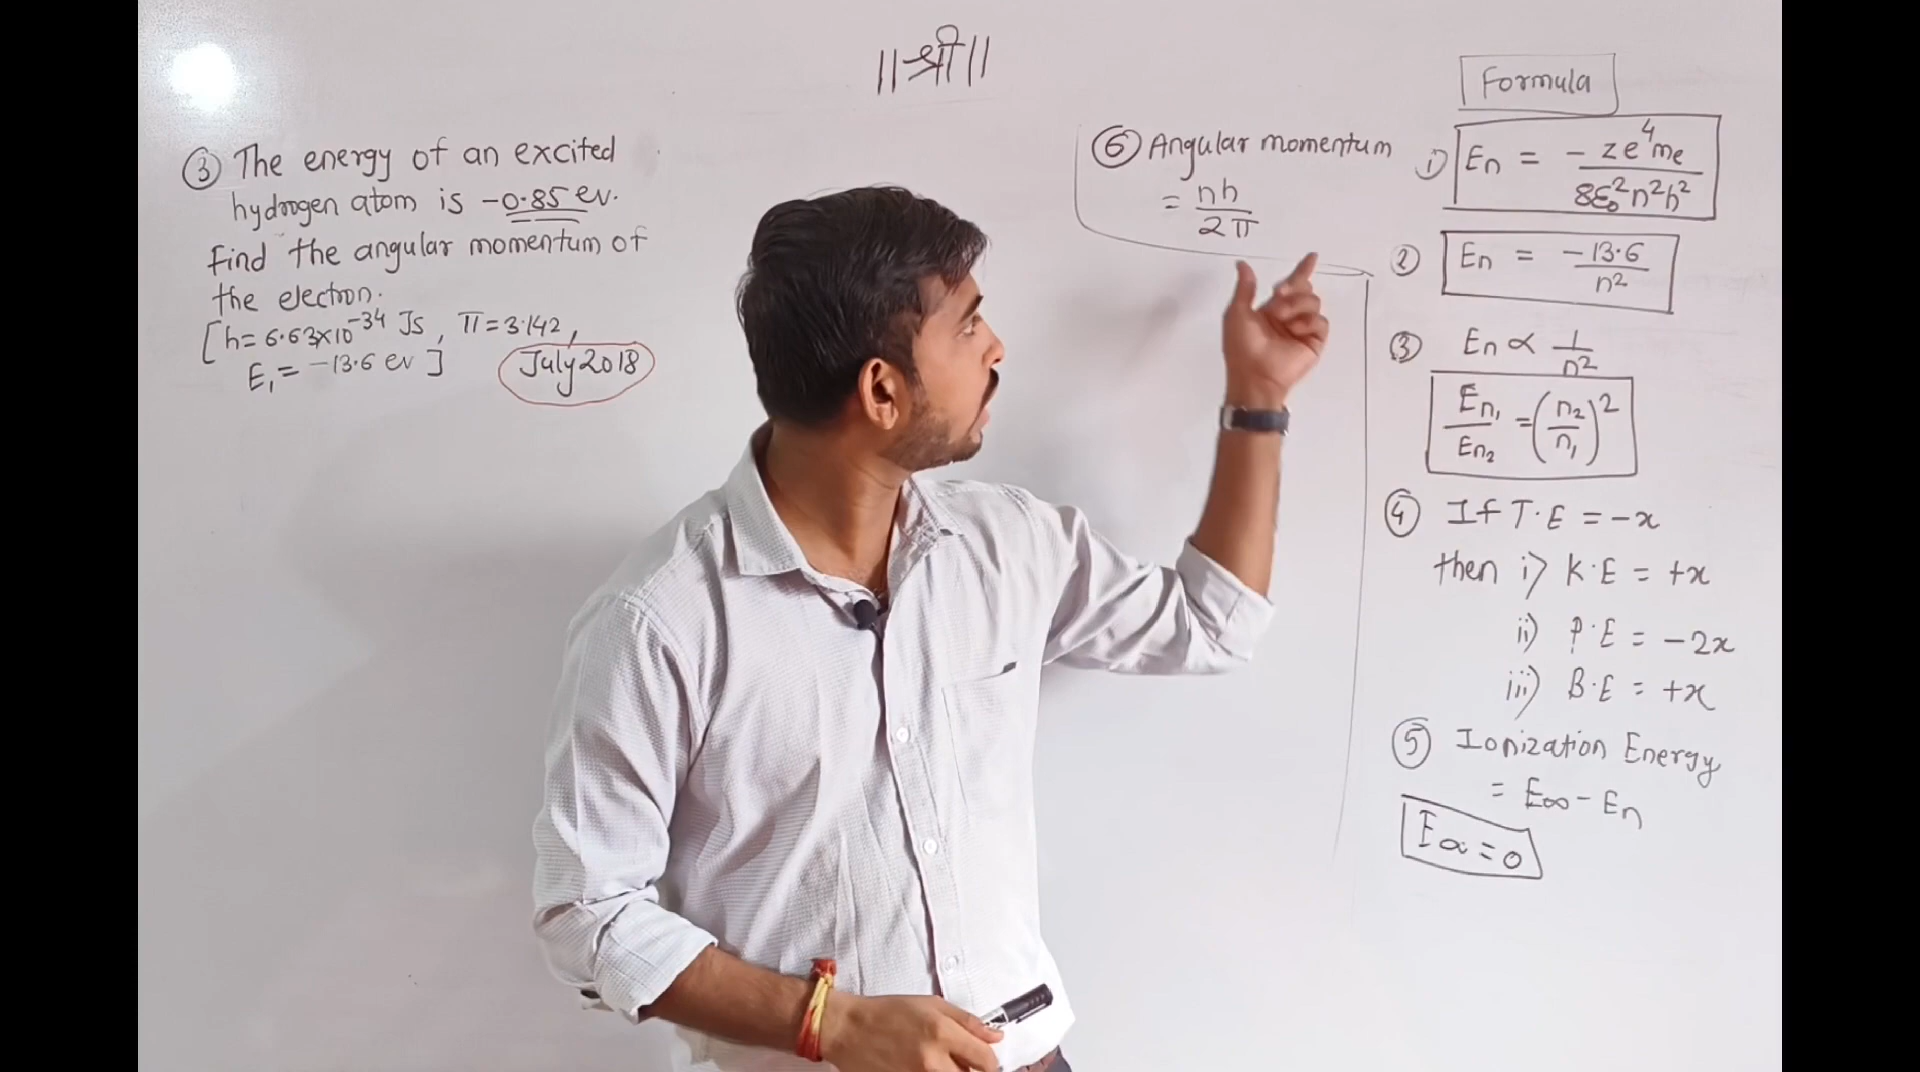 ||श्री||
③ The energy of an excited
hydrogen atom is -0.85 ev.
find the angular momentum of
the electron.
[h= 6.63×10⁻³⁴ Js, π=3.142,
E₁= -13.6 ev]
July 2018
⑥ Angular momentum
= nh/2π
Formula
1) En = - ze⁴me/8ε₀²n²h²
② En = -13.6/n²
③ En ∝ 1/n²
En₁/En₂ = (n₂/n₁)²
④ If T.E = -x
then i) K.E = +x
ii) P.E = -2x
iii) B.E = +x
⑤ Ionization Energy
= E∞ - En
E∝ = 0